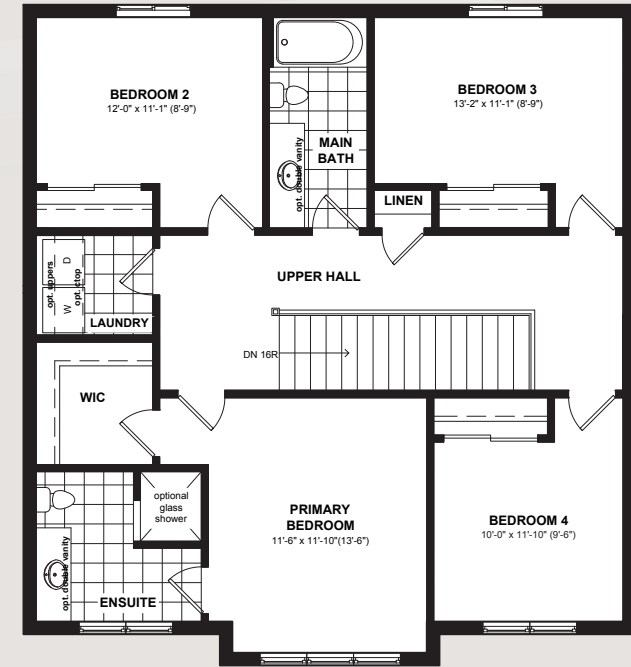 BEDROOM 2
12'-0" x 11'-1" (8'-9")
BEDROOM 3
13'-2" x 11'-1" (8'-9")
MAIN
BATH
opt. double vanity
LINEN
UPPER HALL
D
W
opt. uppers
opt. ctop
LAUNDRY
DN 16R
WIC
optional
glass
shower
PRIMARY
BEDROOM
11'-6" x 11'-10"(13'-6")
BEDROOM 4
10'-0" x 11'-10" (9'-6")
opt. double vanity
ENSUITE